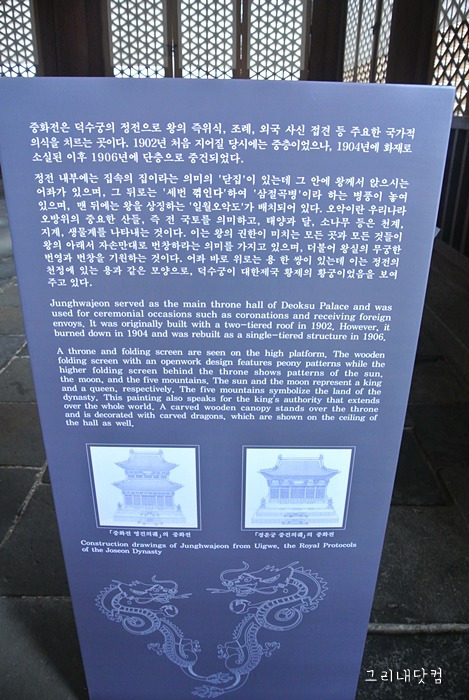 중화전은 덕수궁의 정전으로 왕의 즉위식, 조례, 외국 사신 접견 등 주요한 국가적
의식을 치르는 곳이다. 1902년 처음 지어질 당시에는 중층이었으나, 1904년에 화재로
소실된 이후 1906년에 단층으로 중건되었다.
정전 내부에는 집속의 집이라는 의미의 '닫집'이 있는데 그 안에 왕께서 앉으시는
어좌가 있으며, 그 뒤로는 '세번 꺾인다'하여 '삼절곡병'이라 하는 병풍이 놓여
있으며, 맨 뒤에는 왕을 상징하는 '일월오악도'가 배치되어 있다. 오악이란 우리나라
오방위의 중요한 산들, 즉 전 국토를 의미하고, 태양과 달, 소나무 등은 천계,
지계, 생물계를 나타내는 것이다. 이는 왕의 권한이 미치는 모든 곳과 모든 것들이
왕의 아래서 자손만대로 번창하라는 의미를 가지고 있으며, 더불어 왕실의 무궁한
번영과 번창을 기원하는 것이다. 어좌 바로 위로는 용 한 쌍이 있는데 이는 정전의
천정에 있는 용과 같은 모양으로, 덕수궁이 대한제국 황제의 황궁이었음을 보여
주고 있다.
Junghwajeon served as the main throne hall of Deoksu Palace and was
used for ceremonial occasions such as coronations and receiving foreign
envoys. It was originally built with a two-tiered roof in 1902. However, it
burned down in 1904 and was rebuilt as a single-tiered structure in 1906.
A throne and folding screen are seen on the high platform. The wooden
folding screen with an openwork design features peony patterns while the
higher folding screen behind the throne shows patterns of the sun,
the moon, and the five mountains. The sun and the moon represent a king
and a queen, respectively. The five mountains symbolize the land of the
dynasty. This painting also speaks for the king's authority that extends
over the whole world. A carved wooden canopy stands over the throne
and is decorated with carved dragons, which are shown on the ceiling of
the hall as well.
「중화전 영건의궤」의 중화전
「경운궁 중건의궤」의 중화전
Construction drawings of Junghwajeon from Uigwe, the Royal Protocols
of the Joseon Dynasty
그리내닷컴